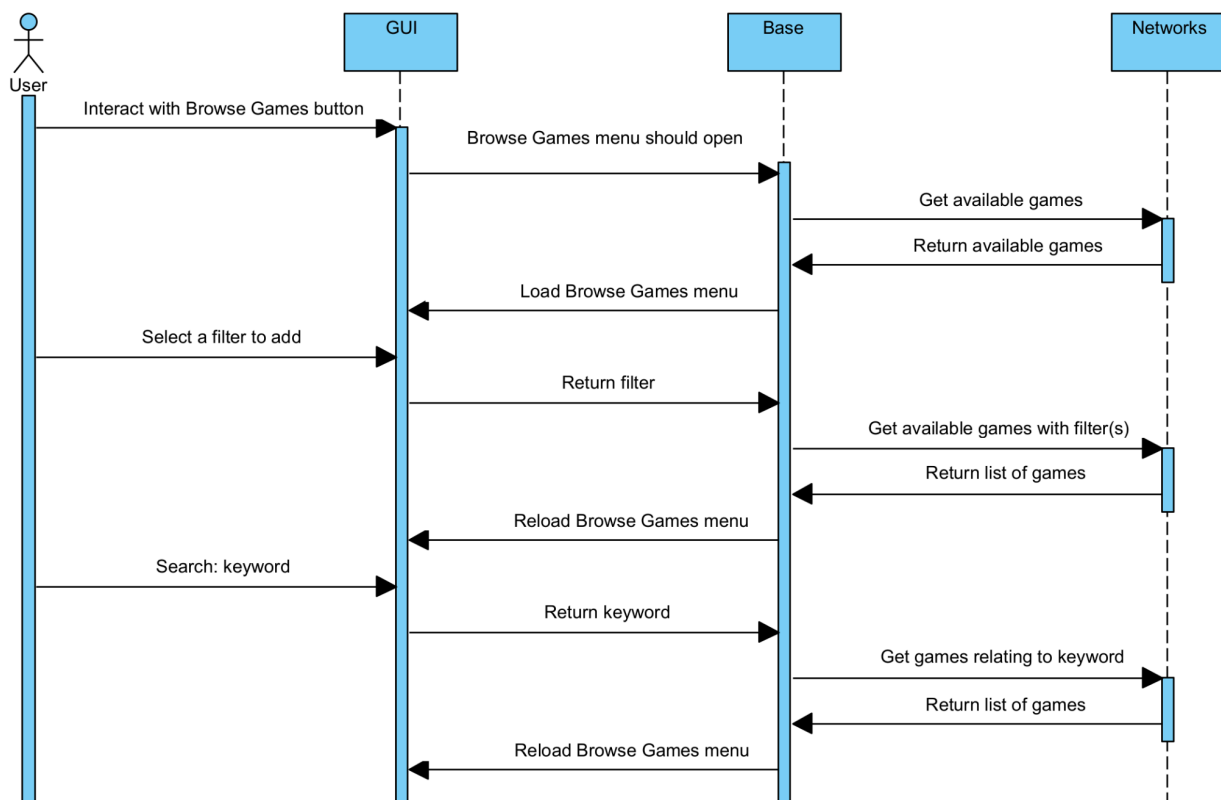 GUI
Base
Networks
User
Interact with Browse Games button
Browse Games menu should open
Get available games
Return available games
Load Browse Games menu
Select a filter to add
Return filter
Get available games with filter(s)
Return list of games
Reload Browse Games menu
Search: keyword
Return keyword
Get games relating to keyword
Return list of games
Reload Browse Games menu